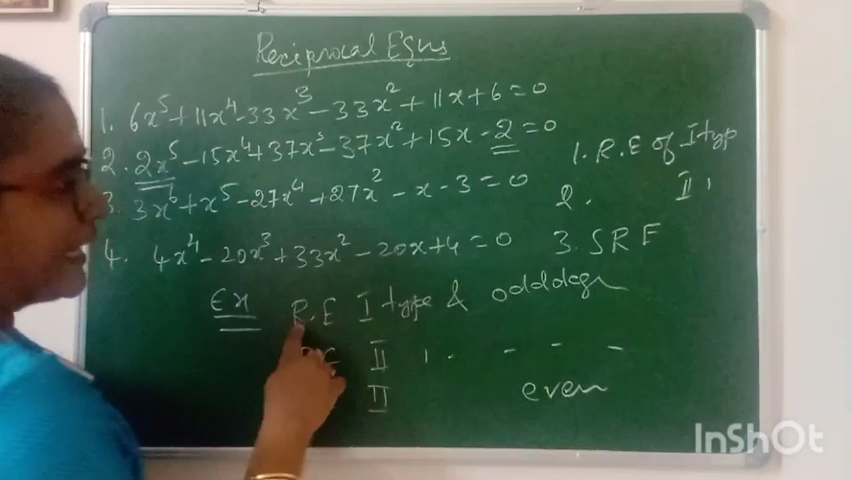 Reciprocal Eqns
1. 6x⁵+11x⁴-33x³-33x²+11x+6=0
2. 2x⁵-15x⁴+37x³-37x²+15x-2=0
3. 3x⁶+x⁵-27x⁴+27x²-x-3=0
4. 4x⁴-20x³+33x²-20x+4=0
1. R.E of I typ
2. II "
3. SRE
Ex R.E I type & odd degr
II " - - -
II even
InShOt